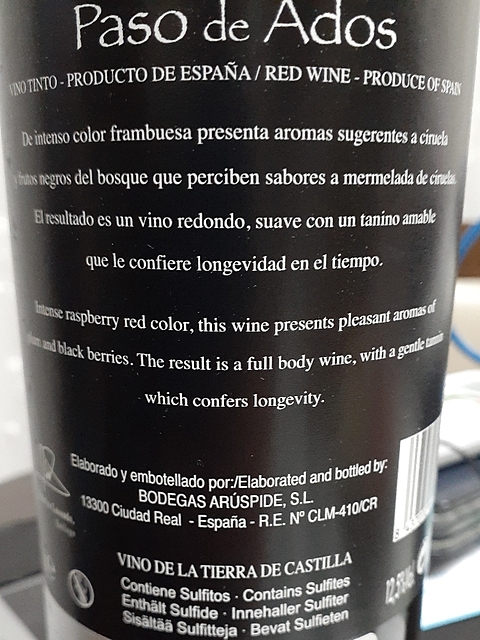 Paso de Ados
VINO TINTO - PRODUCTO DE ESPAÑA / RED WINE - PRODUCE OF SPAIN
De intenso color frambuesa presenta aromas sugerentes a ciruela
y frutos negros del bosque que perciben sabores a mermelada de ciruelas.
El resultado es un vino redondo, suave con un tanino amable
que le confiere longevidad en el tiempo.
Intense raspberry red color, this wine presents pleasant aromas of
plum and black berries. The result is a full body wine, with a gentle tannin
which confers longevity.
Elaborado y embotellado por:/Elaborated and bottled by:
BODEGAS ARÚSPIDE, S.L.
13300 Ciudad Real - España - R.E. Nº CLM-410/CR
VINO DE LA TIERRA DE CASTILLA
Contiene Sulfitos · Contains Sulfites
Enthält Sulfide · Innehaller Sulfiter
Sisältää Sulfitteja · Bevat Sulfieten
12,5%